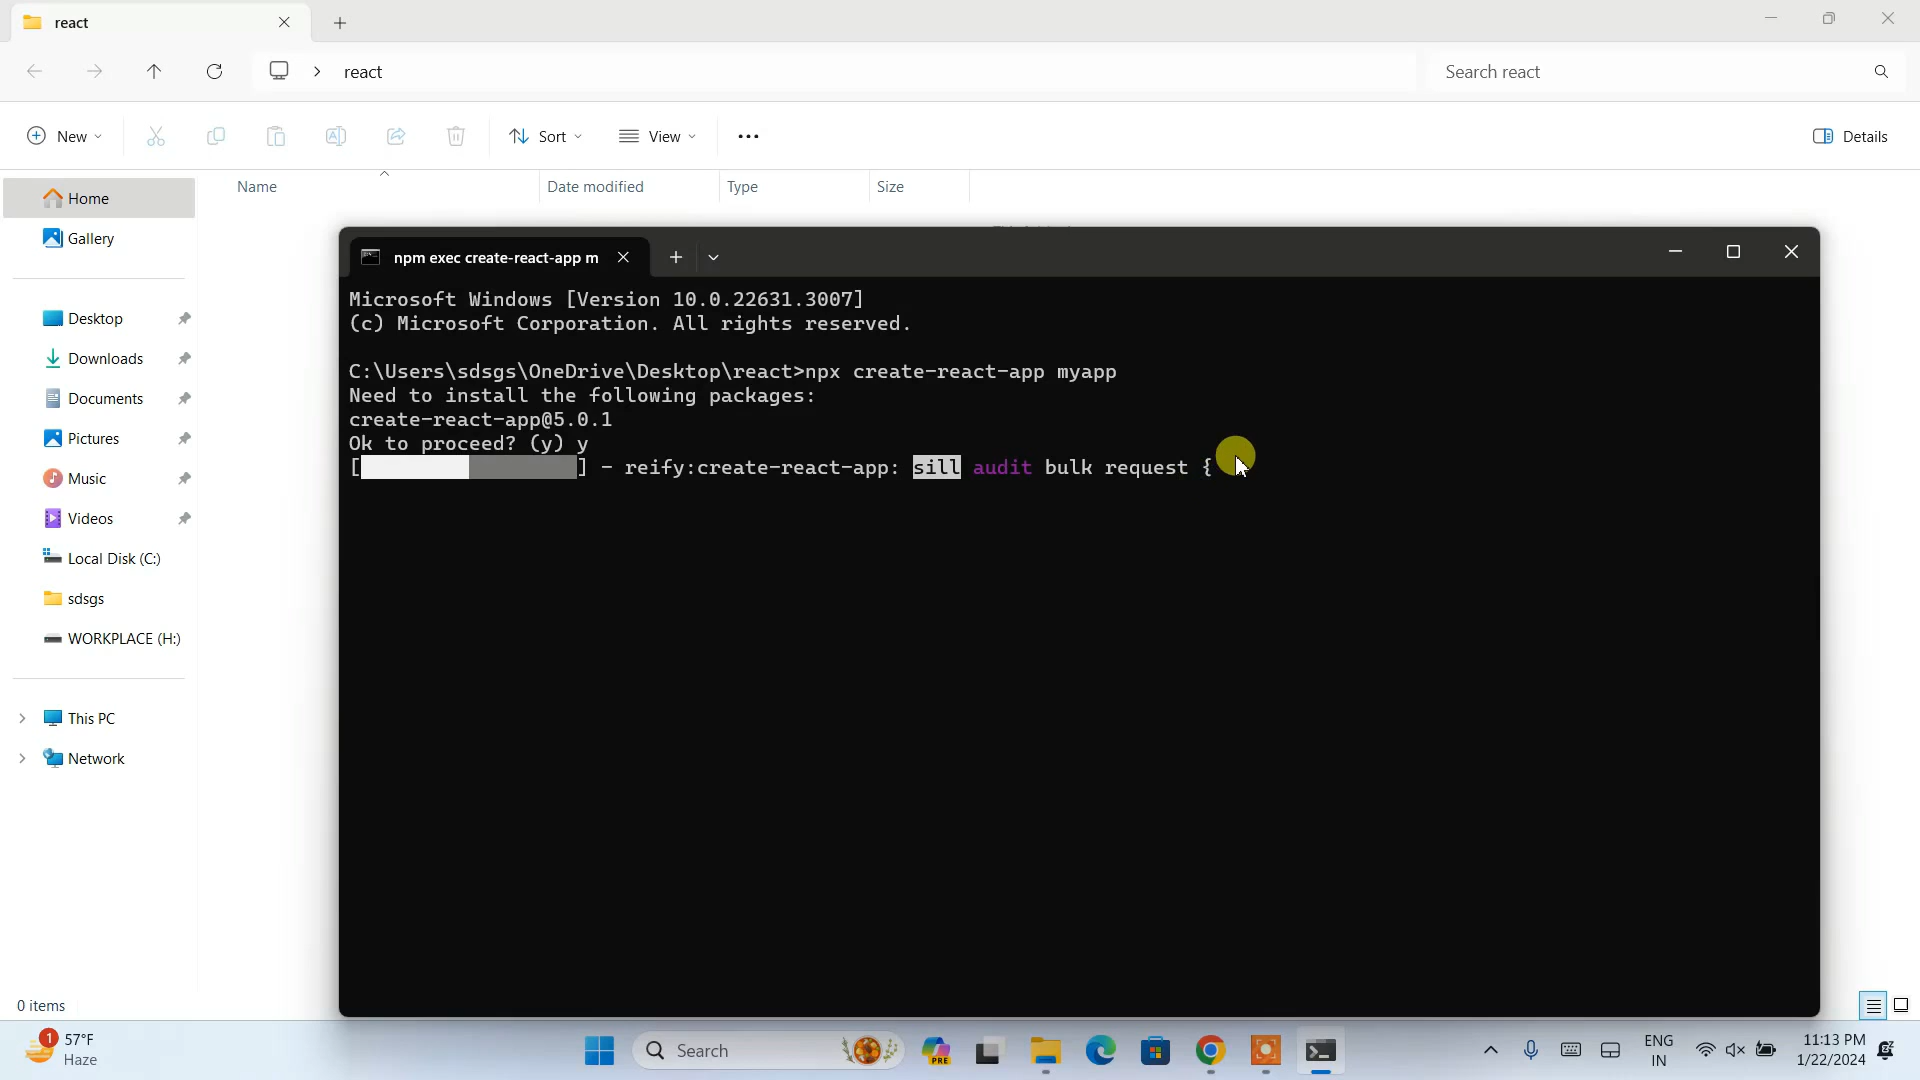 react
react
Search react
New
Sort
View
Details
Name
Date modified
Type
Size
Home
Gallery
Desktop
Downloads
Documents
Pictures
Music
Videos
Local Disk (C:)
sdsgs
WORKPLACE (H:)
This PC
Network
0 items
npm exec create-react-app m
Microsoft Windows [Version 10.0.22631.3007]
(c) Microsoft Corporation. All rights reserved.
C:\Users\sdsgs\OneDrive\Desktop\react>npx create-react-app myapp
Need to install the following packages:
create-react-app@5.0.1
Ok to proceed? (y) y
[ ] - reify:create-react-app: sill audit bulk request {
1
57°F
Haze
Search
PRE
ENG
IN
11:13 PM
1/22/2024